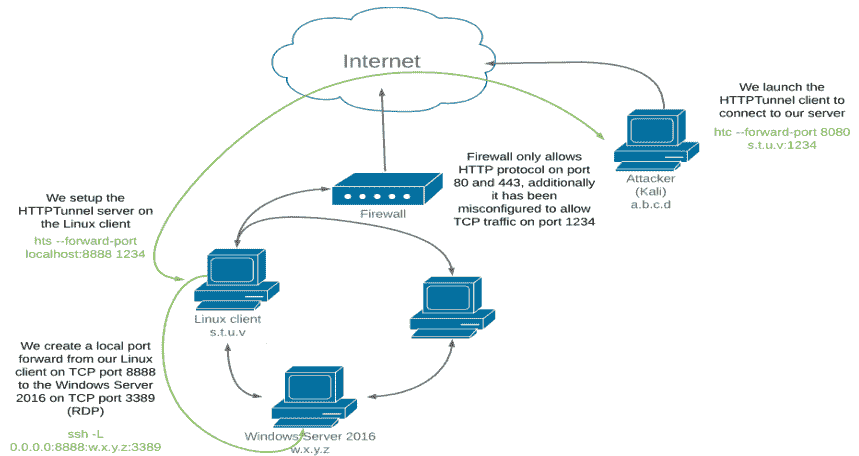 Internet
We launch the
HTTPTunnel client to
connect to our server
htc --forward-port 8080
s.t.u.v:1234
Attacker
(Kali)
a.b.c.d
Firewall only allows
HTTP protocol on port
80 and 443, additionally
it has been
misconfigured to allow
TCP traffic on port 1234
Firewall
We setup the
HTTPTunnel server on
the Linux client
hts --forward-port
localhost:8888 1234
Linux client
s.t.u.v
We create a local port
forward from our Linux
client on TCP port 8888
to the Windows Server
2016 on TCP port 3389
(RDP)
ssh -L
0.0.0.0:8888:w.x.y.z:3389
Windows Server 2016
w.x.y.z